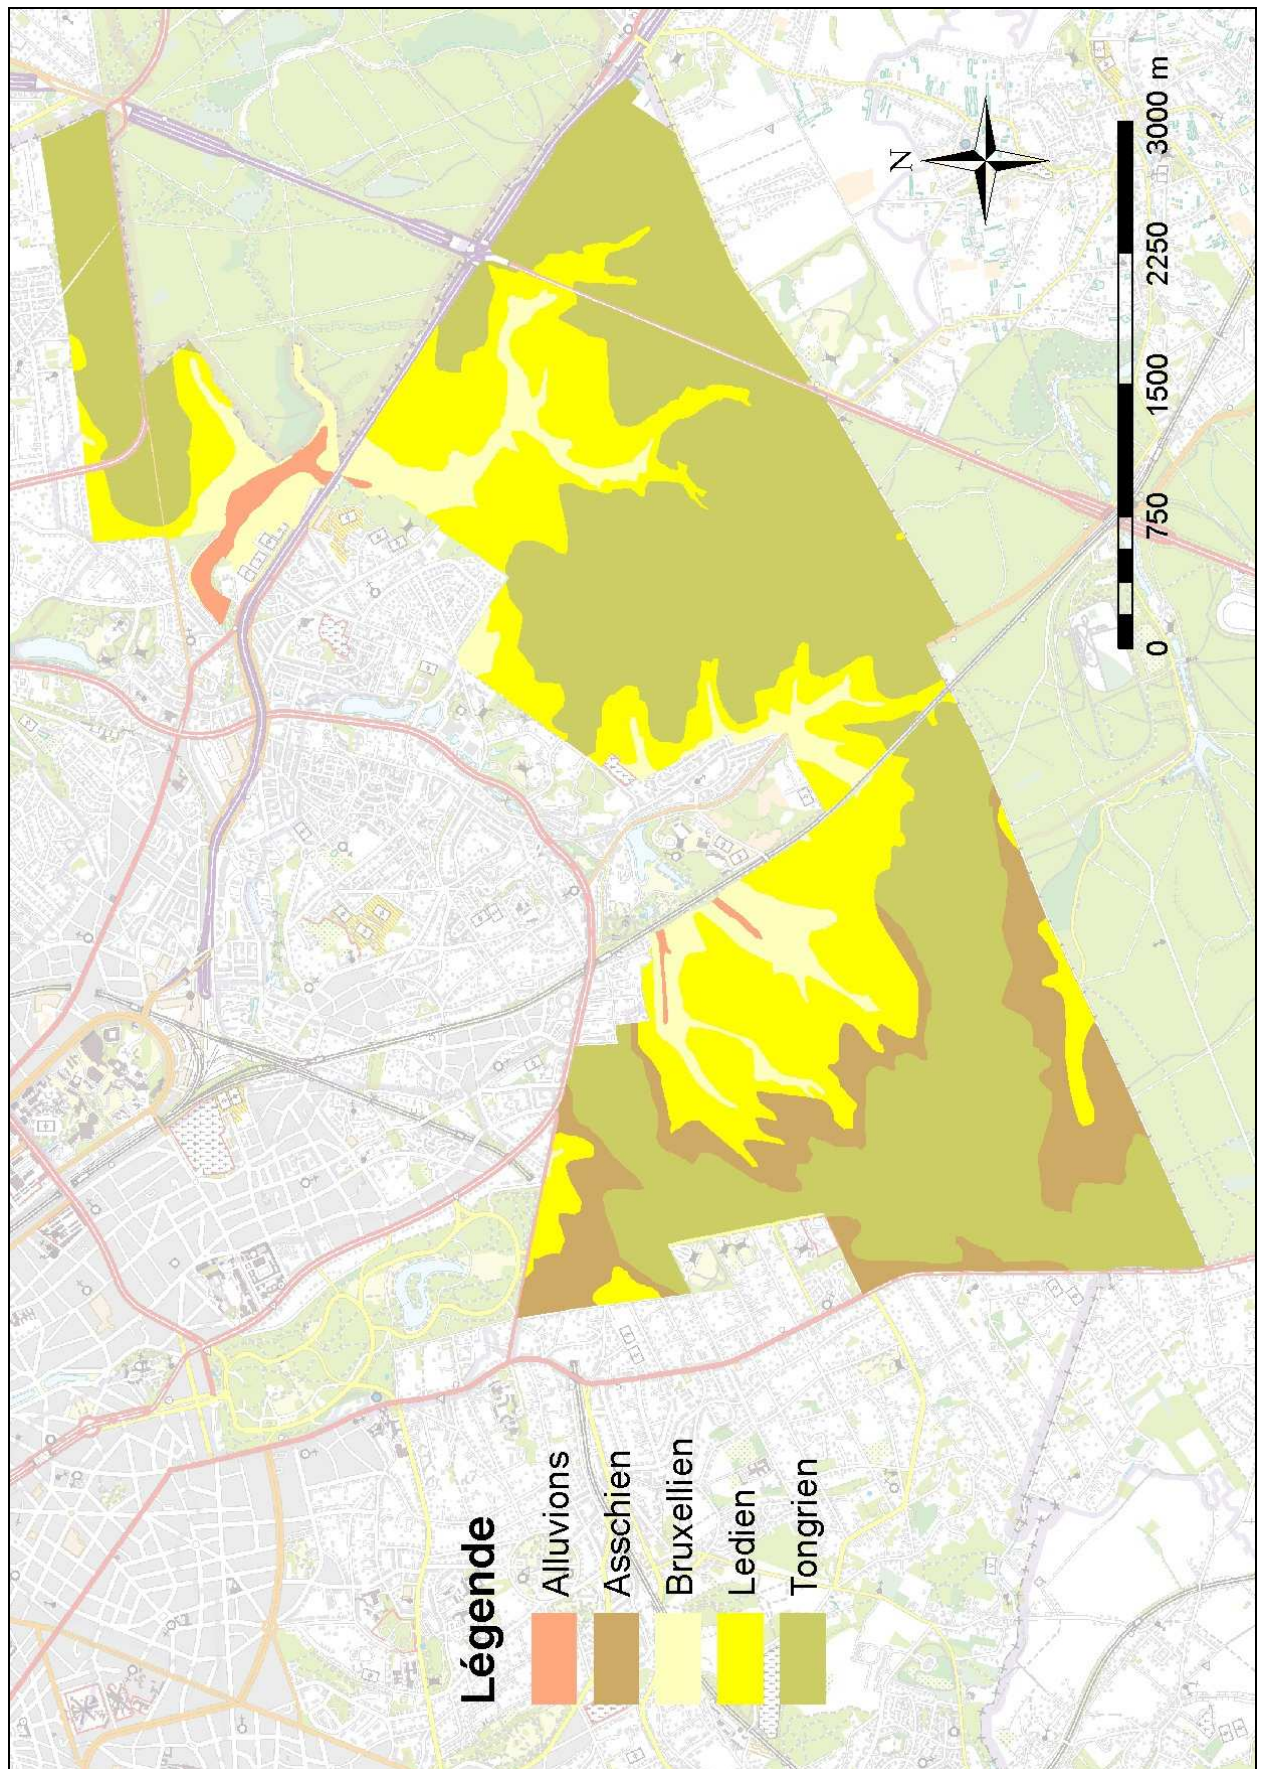 Légende
Alluvions
Asschien
Bruxellien
Ledien
Tongrien
N
0 750 1500 2250 3000 m